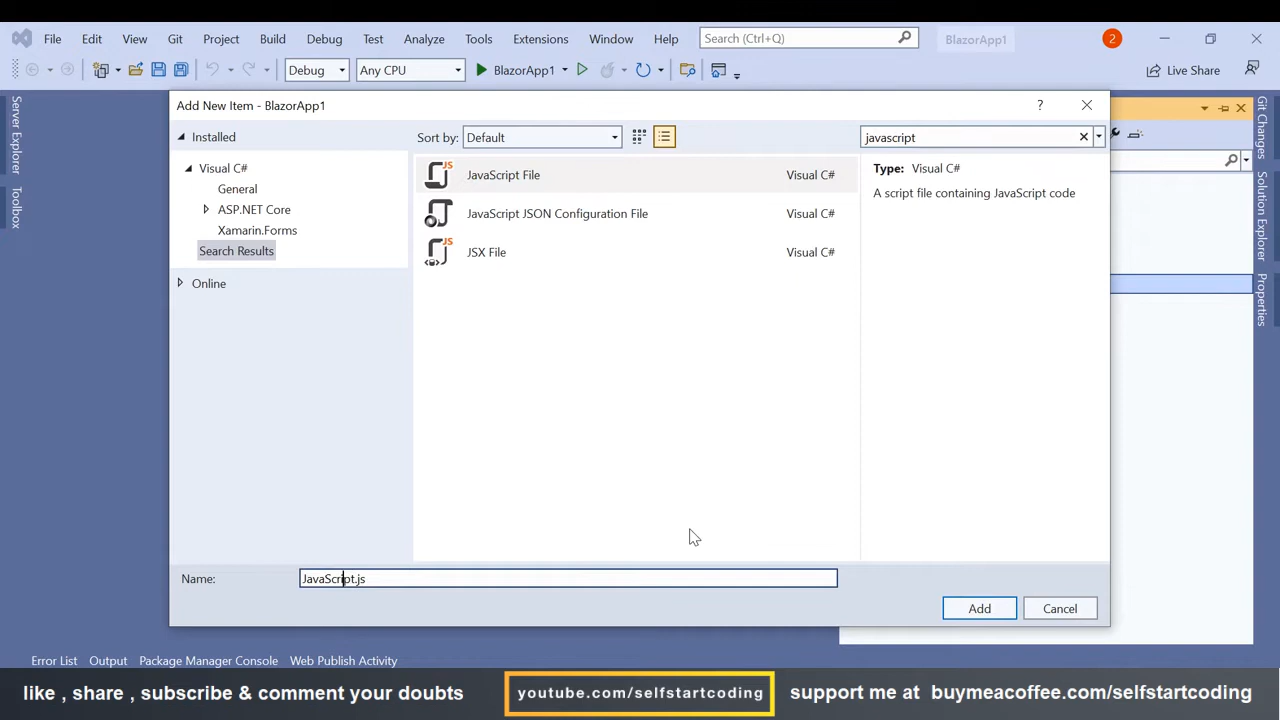 File Edit View Git Project Build Debug Test Analyze Tools Extensions Window Help Search (Ctrl+Q) BlazorApp1 2
Debug Any CPU BlazorApp1 Live Share
Server Explorer
Toolbox
Add New Item - BlazorApp1 ?
Installed Sort by: Default javascript
Visual C#
General
ASP.NET Core
Xamarin.Forms
Search Results
Online
JavaScript File Visual C#
JavaScript JSON Configuration File Visual C#
JSX File Visual C#
Type: Visual C#
A script file containing JavaScript code
Name: JavaScript.js
Add Cancel
Git Changes
Solution Explorer
Properties
Error List Output Package Manager Console Web Publish Activity
like , share , subscribe & comment your doubts youtube.com/selfstartcoding support me at buymeacoffee.com/selfstartcoding